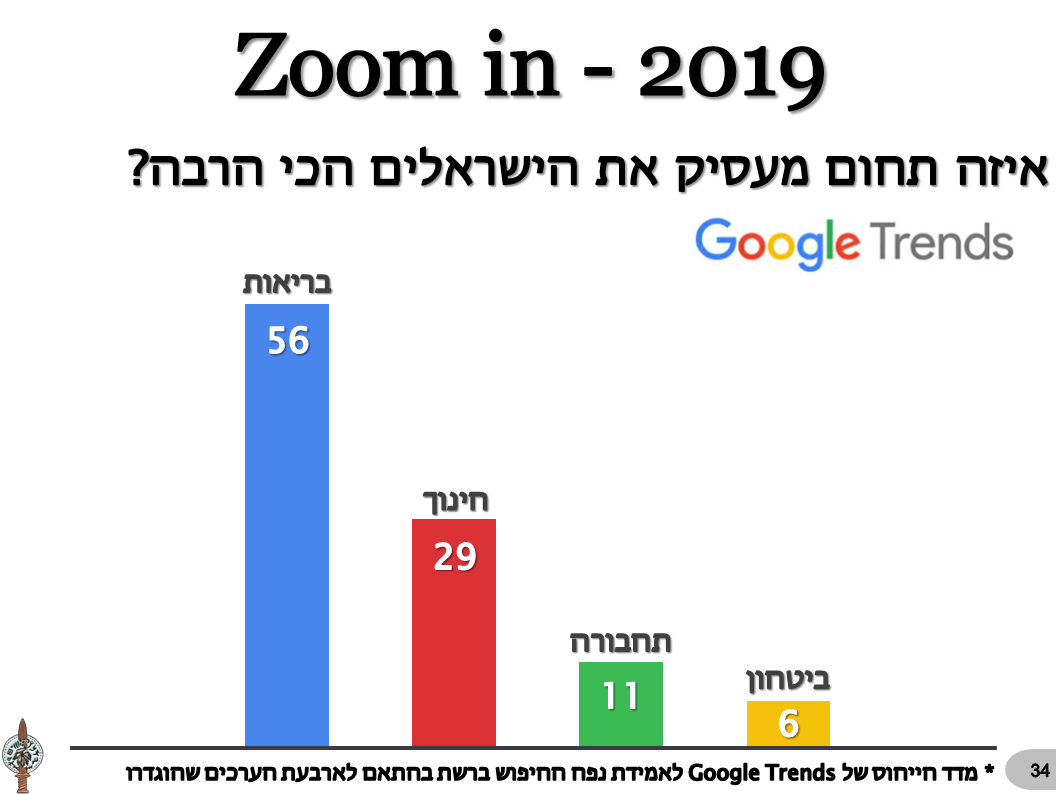 Zoom in - 2019
איזה תחום מעסיק את הישראלים הכי הרבה?
Google Trends
בריאות
56
חינוך
29
תחבורה
11
ביטחון
6
* מדד הייחוס של Google Trends לאמידת נפח החיפוש ברשת בהתאם לארבעת הערכים שהוגדרו
34